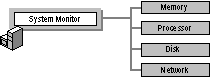 System Monitor
Memory
Processor
Disk
Network